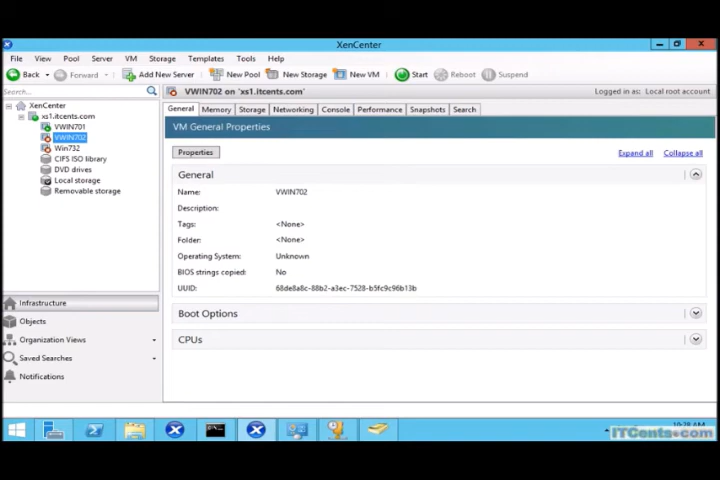 XenCenter
File View Pool Server VM Storage Templates Tools Help
Back Forward Add New Server New Pool New Storage New VM Start Reboot Suspend
Search...
VWIN702 on 'xs1.itcents.com'
Logged in as: Local root account
XenCenter
xs1.itcents.com
VWIN701
VWIN702
Win732
CIFS ISO library
DVD drives
Local storage
Removable storage
Infrastructure
Objects
Organization Views
Saved Searches
Notifications
General Memory Storage Networking Console Performance Snapshots Search
VM General Properties
Properties
Expand all Collapse all
General
Name: VWIN702
Description:
Tags: <None>
Folder: <None>
Operating System: Unknown
BIOS strings copied: No
UUID: 68de8a8c-88b2-a3ec-7528-b5fc9c96b13b
Boot Options
CPUs
10:28 AM
ITCents.com